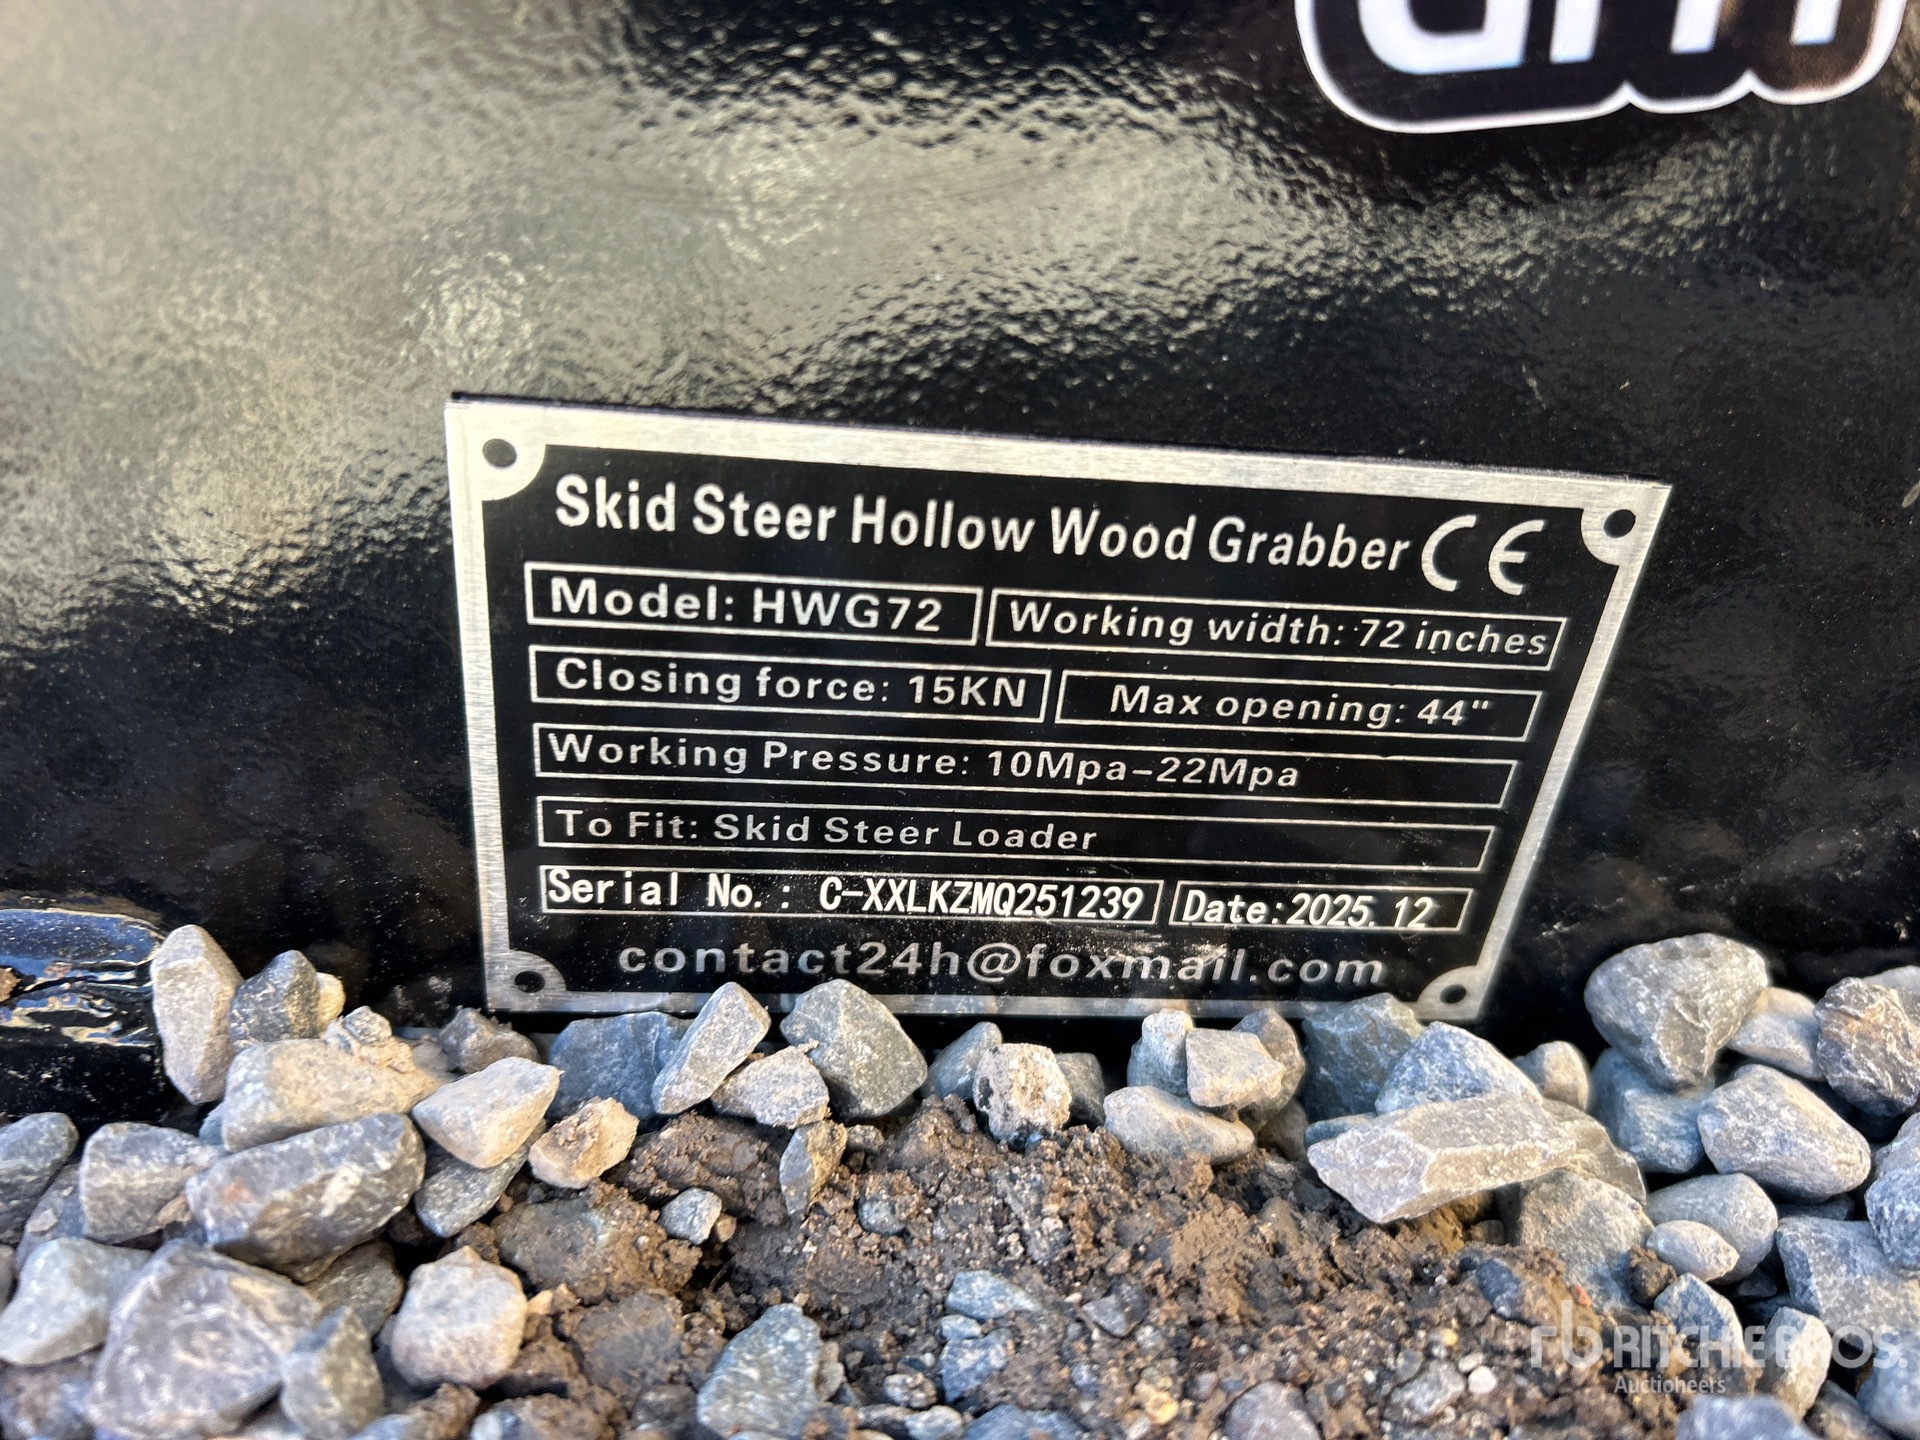 Skid Steer Hollow Wood Grabber CE
Model: HWG72 Working width: 72 inches
Closing force: 15KN Max opening: 44"
Working Pressure: 10Mpa-22Mpa
To Fit: Skid Steer Loader
Serial No.: C-XXLKZMQ251239 Date:2025.12
contact24h@foxmail.com
rb RITCHIE BROS.
Auctioneers